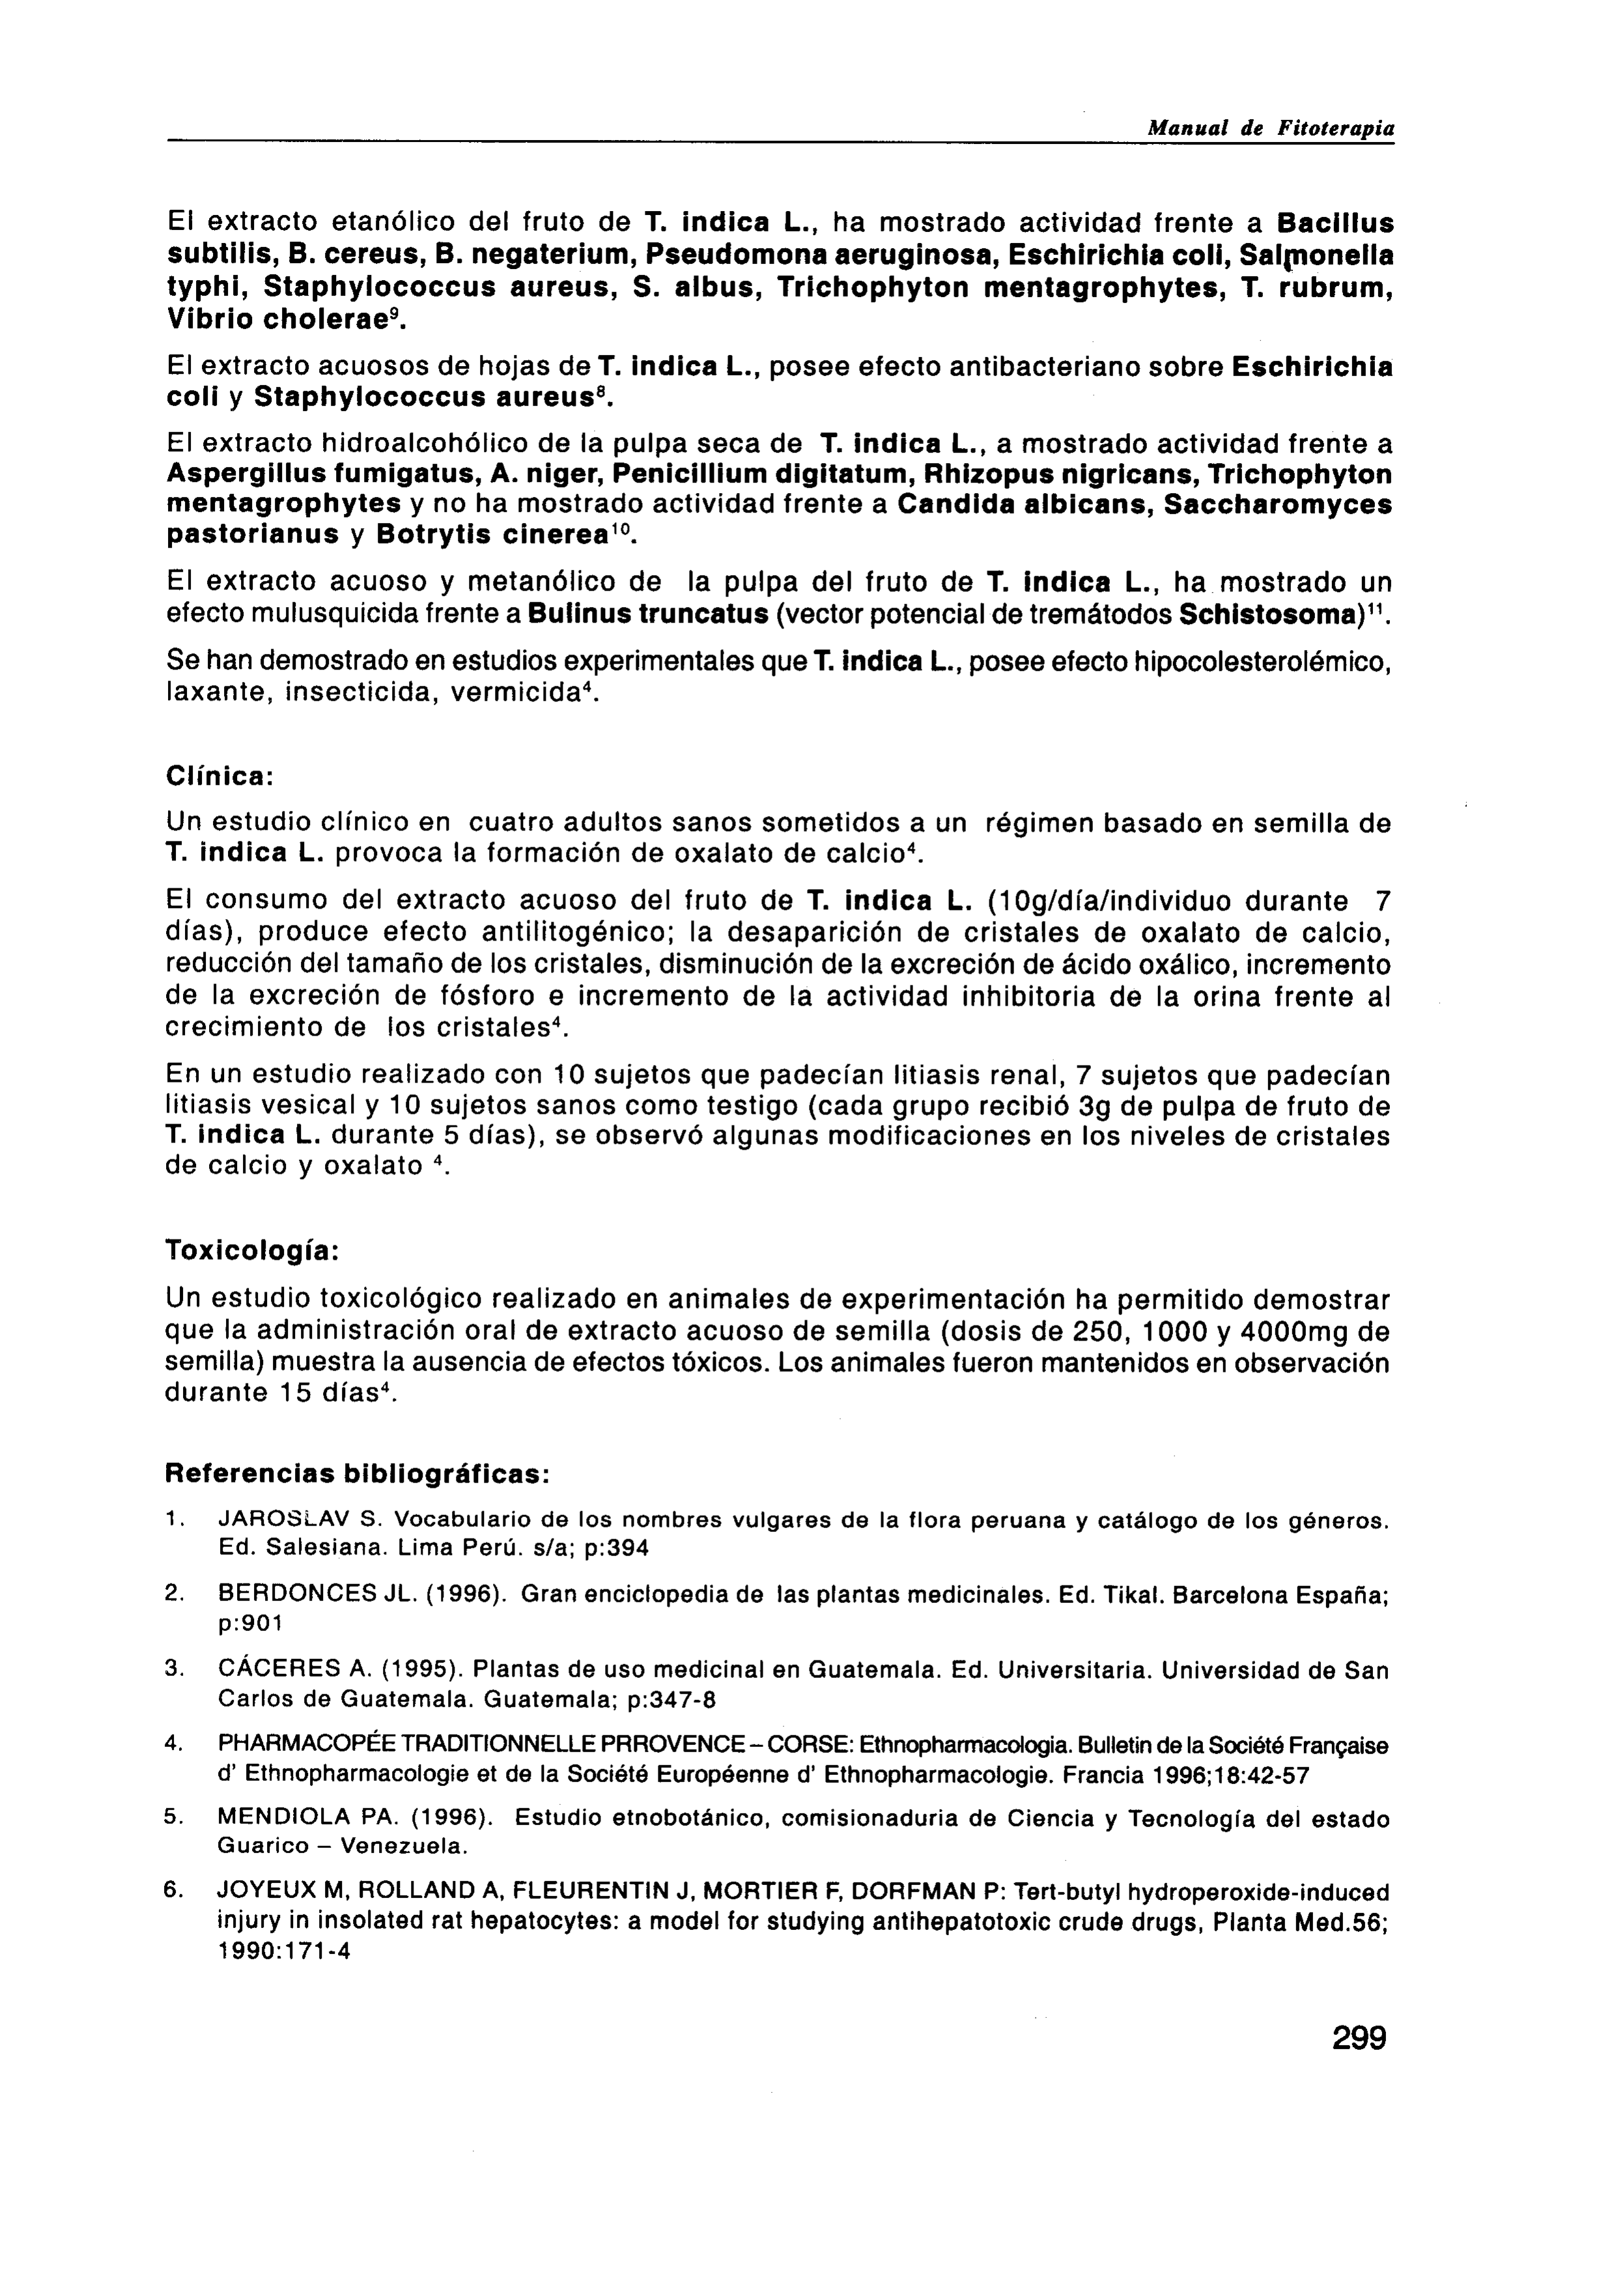 Manual de Fitoterapia
El extracto etanólico del fruto de T. indica L., ha mostrado actividad frente a Bacillus
subtilis, B. cereus, B. negaterium, Pseudomona aeruginosa, Eschirichia coli, Salmonella
typhi, Staphylococcus aureus, S. albus, Trichophyton mentagrophytes, T. rubrum,
Vibrio cholerae⁹.
El extracto acuosos de hojas de T. indica L., posee efecto antibacteriano sobre Eschirichia
coli y Staphylococcus aureus⁸.
El extracto hidroalcohólico de la pulpa seca de T. indica L., a mostrado actividad frente a
Aspergillus fumigatus, A. niger, Penicillium digitatum, Rhizopus nigricans, Trichophyton
mentagrophytes y no ha mostrado actividad frente a Candida albicans, Saccharomyces
pastorianus y Botrytis cinerea¹⁰.
El extracto acuoso y metanólico de la pulpa del fruto de T. indica L., ha mostrado un
efecto mulusquicida frente a Bulinus truncatus (vector potencial de tremátodos Schistosoma)¹¹.
Se han demostrado en estudios experimentales que T. indica L., posee efecto hipocolesterolémico,
laxante, insecticida, vermicida⁴.
Clínica:
Un estudio clínico en cuatro adultos sanos sometidos a un régimen basado en semilla de
T. indica L. provoca la formación de oxalato de calcio⁴.
El consumo del extracto acuoso del fruto de T. indica L. (10g/día/individuo durante 7
días), produce efecto antilitogénico; la desaparición de cristales de oxalato de calcio,
reducción del tamaño de los cristales, disminución de la excreción de ácido oxálico, incremento
de la excreción de fósforo e incremento de la actividad inhibitoria de la orina frente al
crecimiento de los cristales⁴.
En un estudio realizado con 10 sujetos que padecían litiasis renal, 7 sujetos que padecían
litiasis vesical y 10 sujetos sanos como testigo (cada grupo recibió 3g de pulpa de fruto de
T. indica L. durante 5 días), se observó algunas modificaciones en los niveles de cristales
de calcio y oxalato ⁴.
Toxicología:
Un estudio toxicológico realizado en animales de experimentación ha permitido demostrar
que la administración oral de extracto acuoso de semilla (dosis de 250, 1000 y 4000mg de
semilla) muestra la ausencia de efectos tóxicos. Los animales fueron mantenidos en observación
durante 15 días⁴.
Referencias bibliográficas:
1. JAROSLAV S. Vocabulario de los nombres vulgares de la flora peruana y catálogo de los géneros.
Ed. Salesiana. Lima Perú. s/a; p:394
2. BERDONCES JL. (1996). Gran enciclopedia de las plantas medicinales. Ed. Tikal. Barcelona España;
p:901
3. CÁCERES A. (1995). Plantas de uso medicinal en Guatemala. Ed. Universitaria. Universidad de San
Carlos de Guatemala. Guatemala; p:347-8
4. PHARMACOPÉE TRADITIONNELLE PRROVENCE – CORSE: Ethnopharmacologia. Bulletin de la Société Française
d' Ethnopharmacologie et de la Société Européenne d' Ethnopharmacologie. Francia 1996;18:42-57
5. MENDIOLA PA. (1996). Estudio etnobotánico, comisionaduria de Ciencia y Tecnología del estado
Guarico – Venezuela.
6. JOYEUX M, ROLLAND A, FLEURENTIN J, MORTIER F, DORFMAN P: Tert-butyl hydroperoxide-induced
injury in insolated rat hepatocytes: a model for studying antihepatotoxic crude drugs, Planta Med.56;
1990:171-4
299